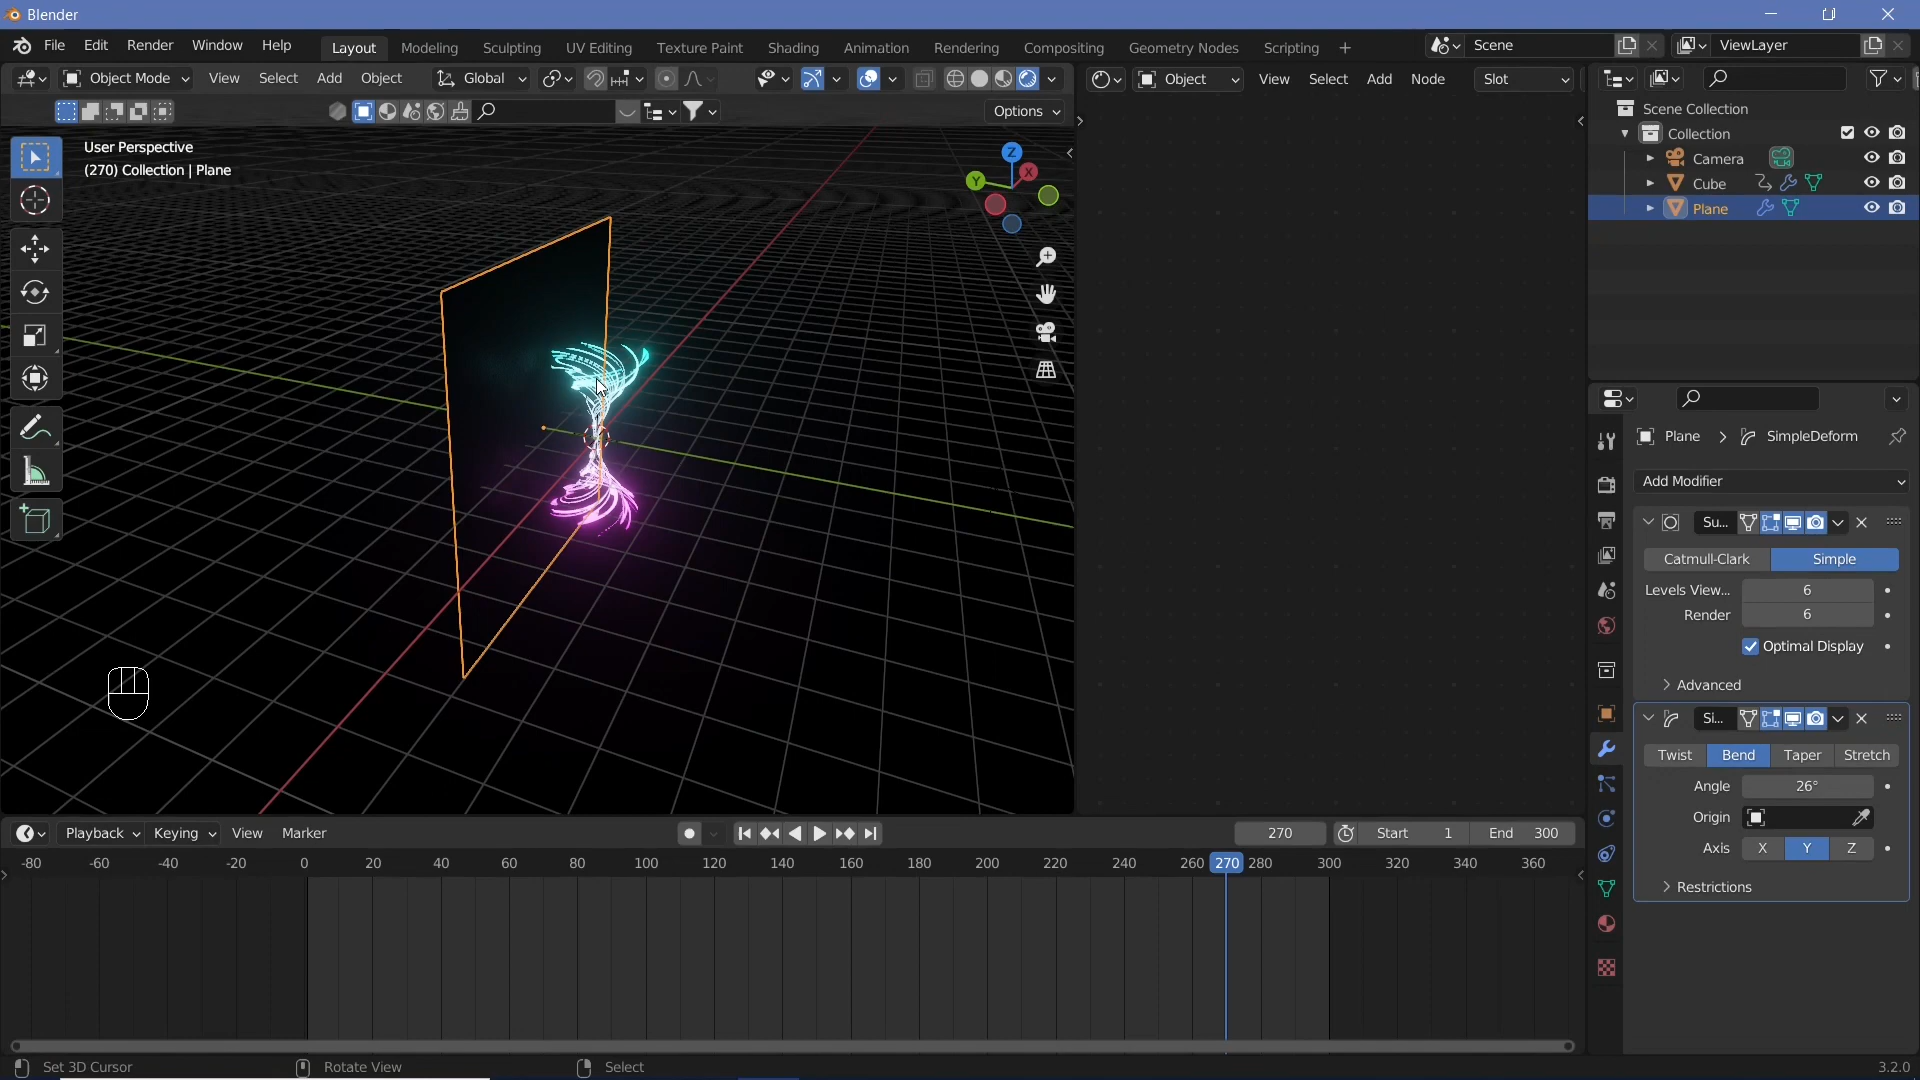 Blender
File Edit Render Window Help Layout Modeling Sculpting UV Editing Texture Paint Shading Animation Rendering Compositing Geometry Nodes Scripting + Scene ViewLayer
Object Mode View Select Add Object Global Object View Select Add Node Slot
Options
User Perspective
(270) Collection | Plane
Z
X
Y
Scene Collection
Collection
Camera
Cube
Plane
Plane SimpleDeform
Add Modifier
Su...
Catmull-Clark Simple
Levels View... 6
Render 6
Optimal Display
Advanced
Si...
Twist Bend Taper Stretch
Angle 26°
Origin
Axis X Y Z
Restrictions
Playback Keying View Marker 270 Start 1 End 300
-80 -60 -40 -20 0 20 40 60 80 100 120 140 160 180 200 220 240 260 270 280 300 320 340 360
Set 3D Cursor Rotate View Select 3.2.0